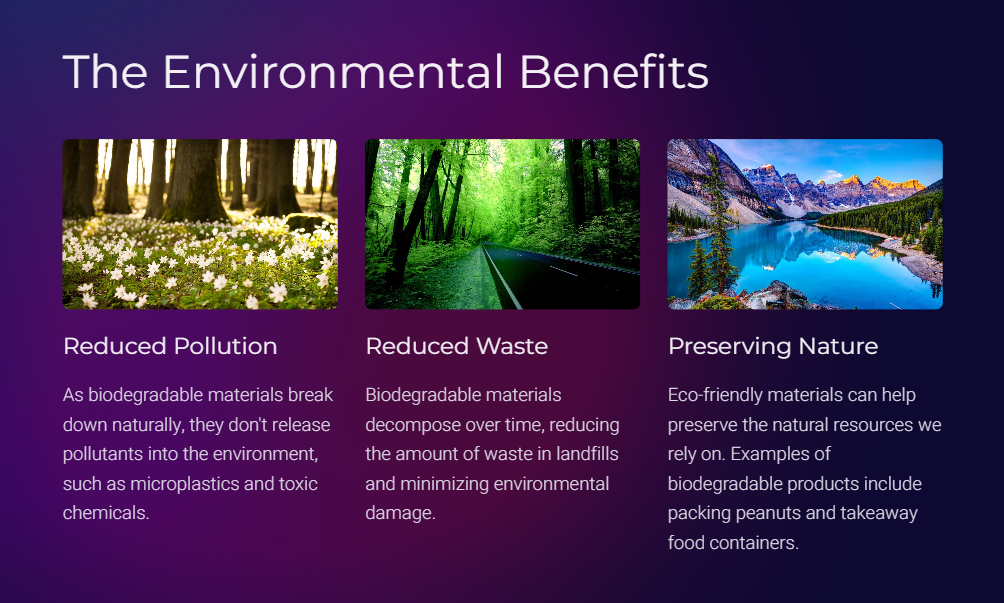 The Environmental Benefits
Reduced Pollution
As biodegradable materials break
down naturally, they don't release
pollutants into the environment,
such as microplastics and toxic
chemicals.
Reduced Waste
Biodegradable materials
decompose over time, reducing
the amount of waste in landfills
and minimizing environmental
damage.
Preserving Nature
Eco-friendly materials can help
preserve the natural resources we
rely on. Examples of
biodegradable products include
packing peanuts and takeaway
food containers.